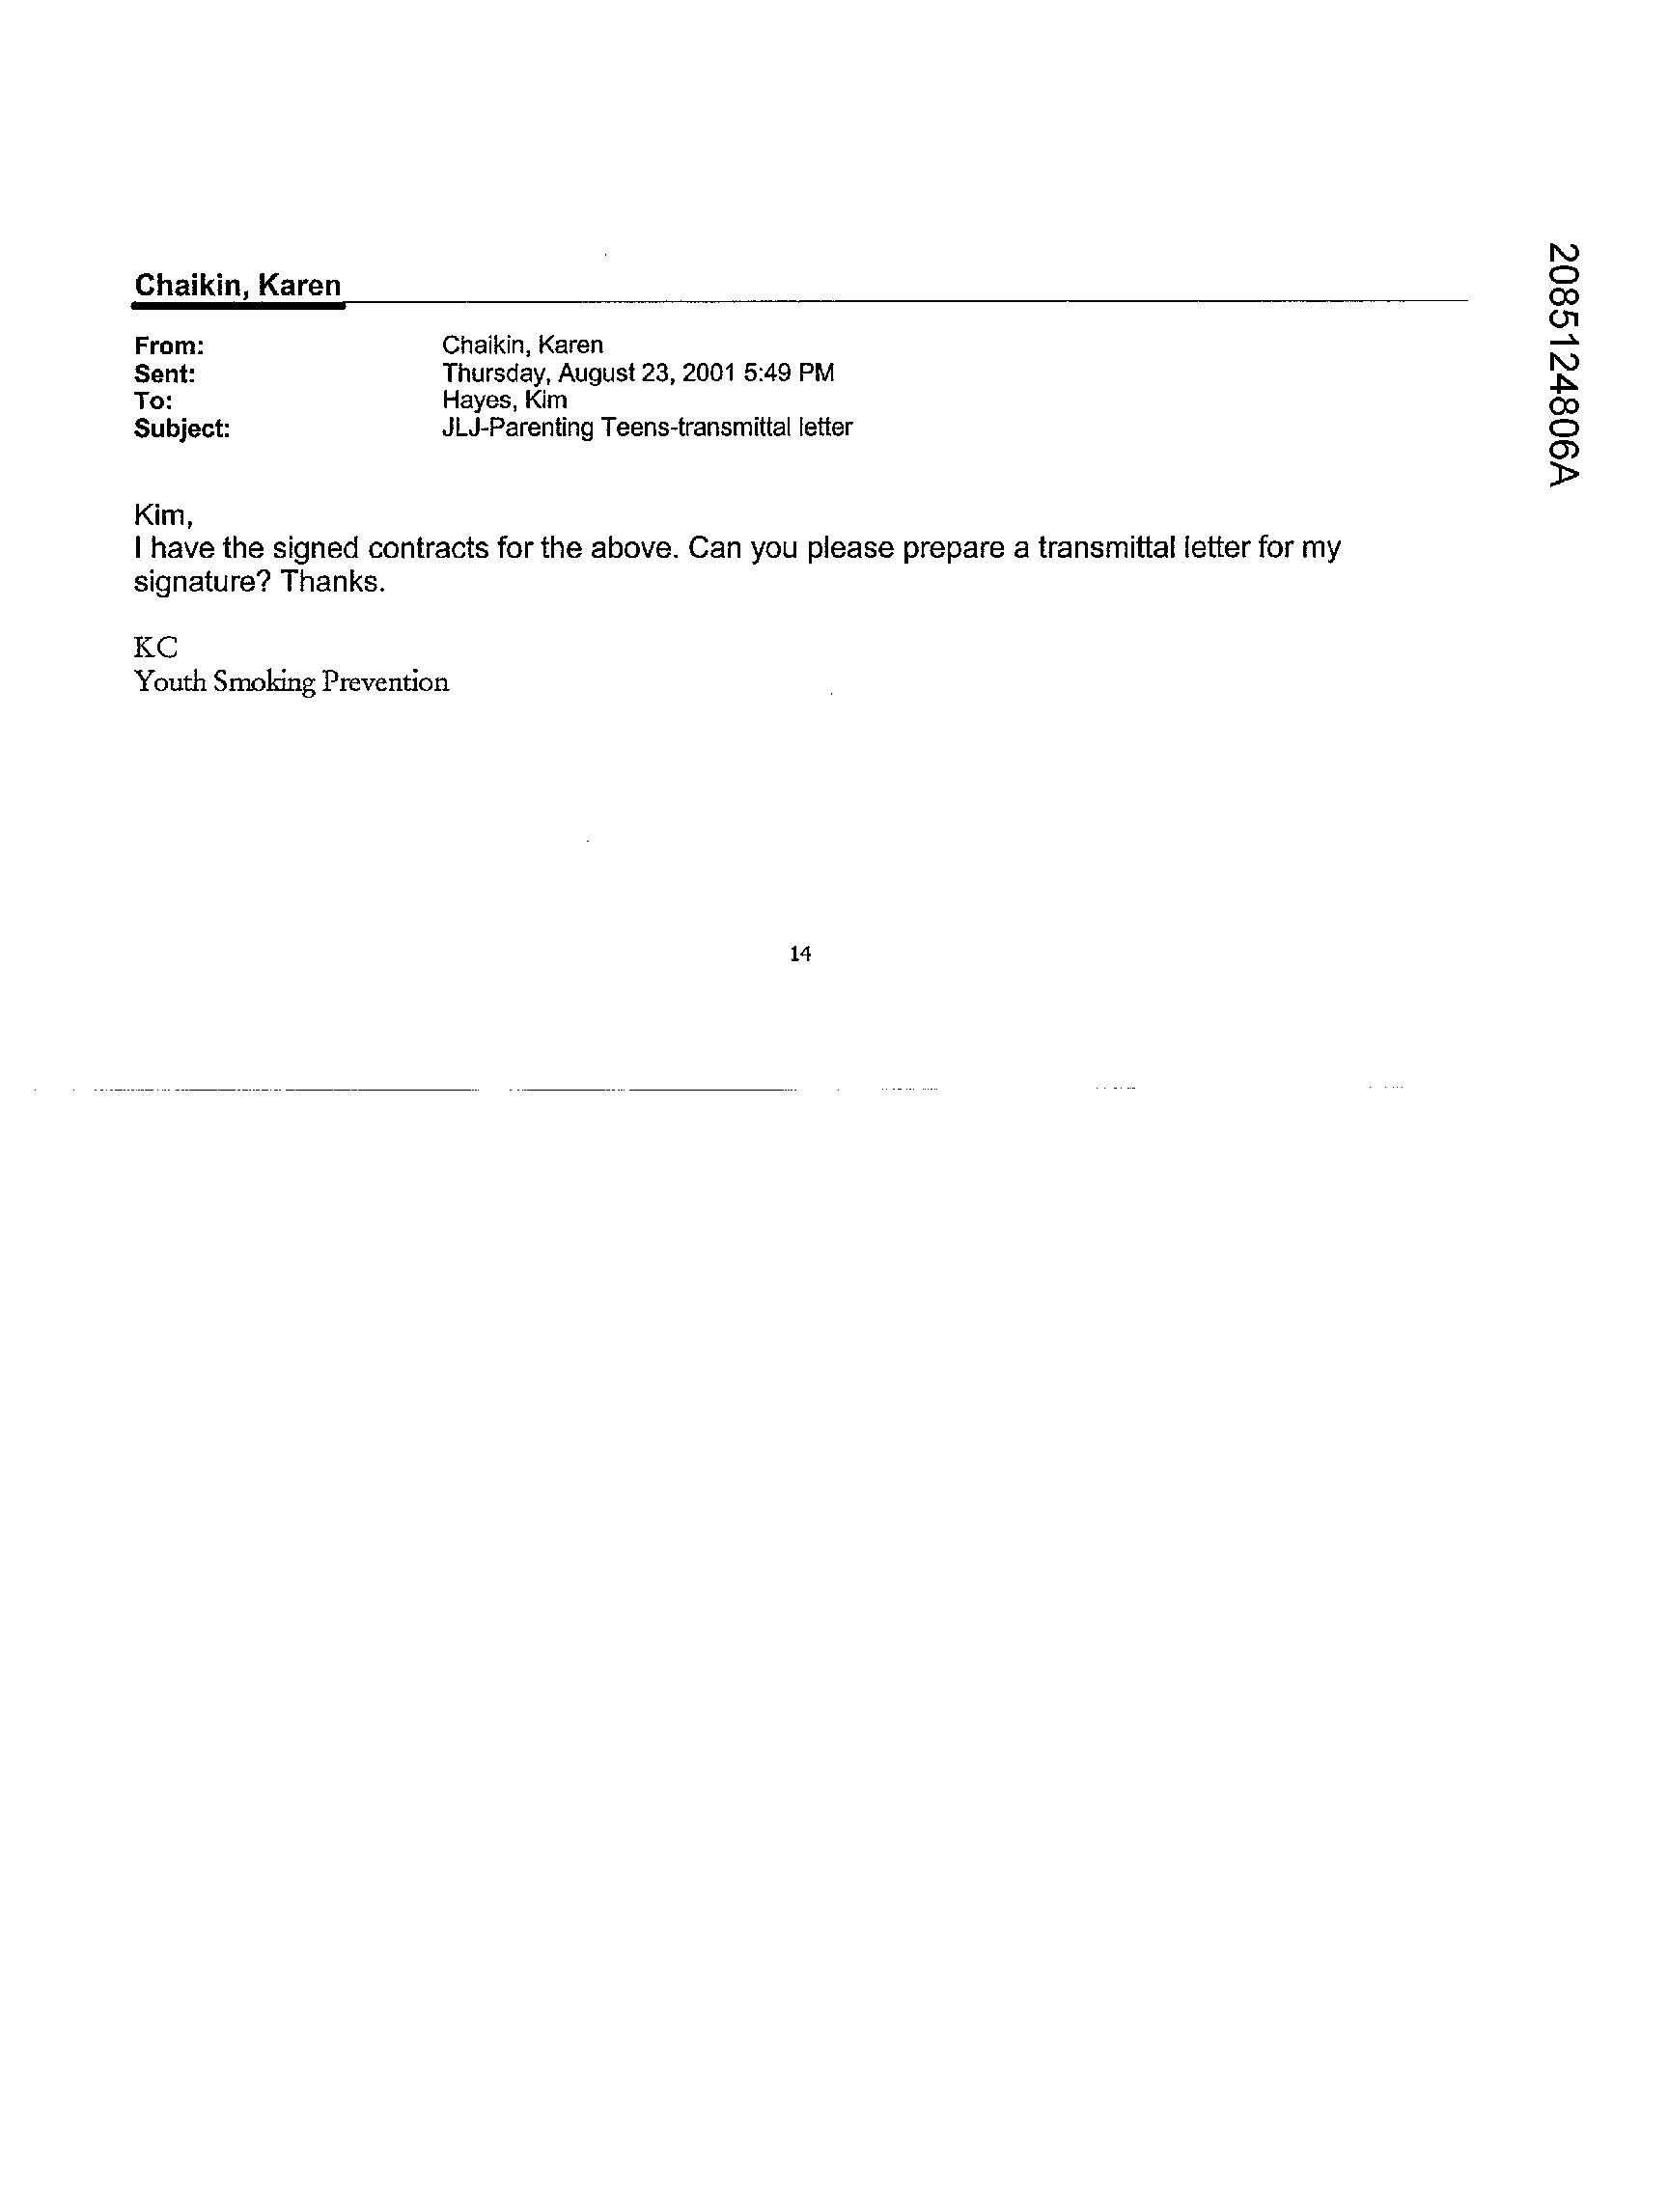 Chaikin, Karen
From: Chaikin, Karen
Sent: Thursday, August 23, 2001 5:49 PM
To: Hayes, Kim
Subject: JLJ-Parenting Teens-transmittal letter
Kim,
I have the signed contracts for the above. Can you please prepare a transmittal letter for my
signature? Thanks.
KC
Youth Smoking Prevention
14
2085124806A